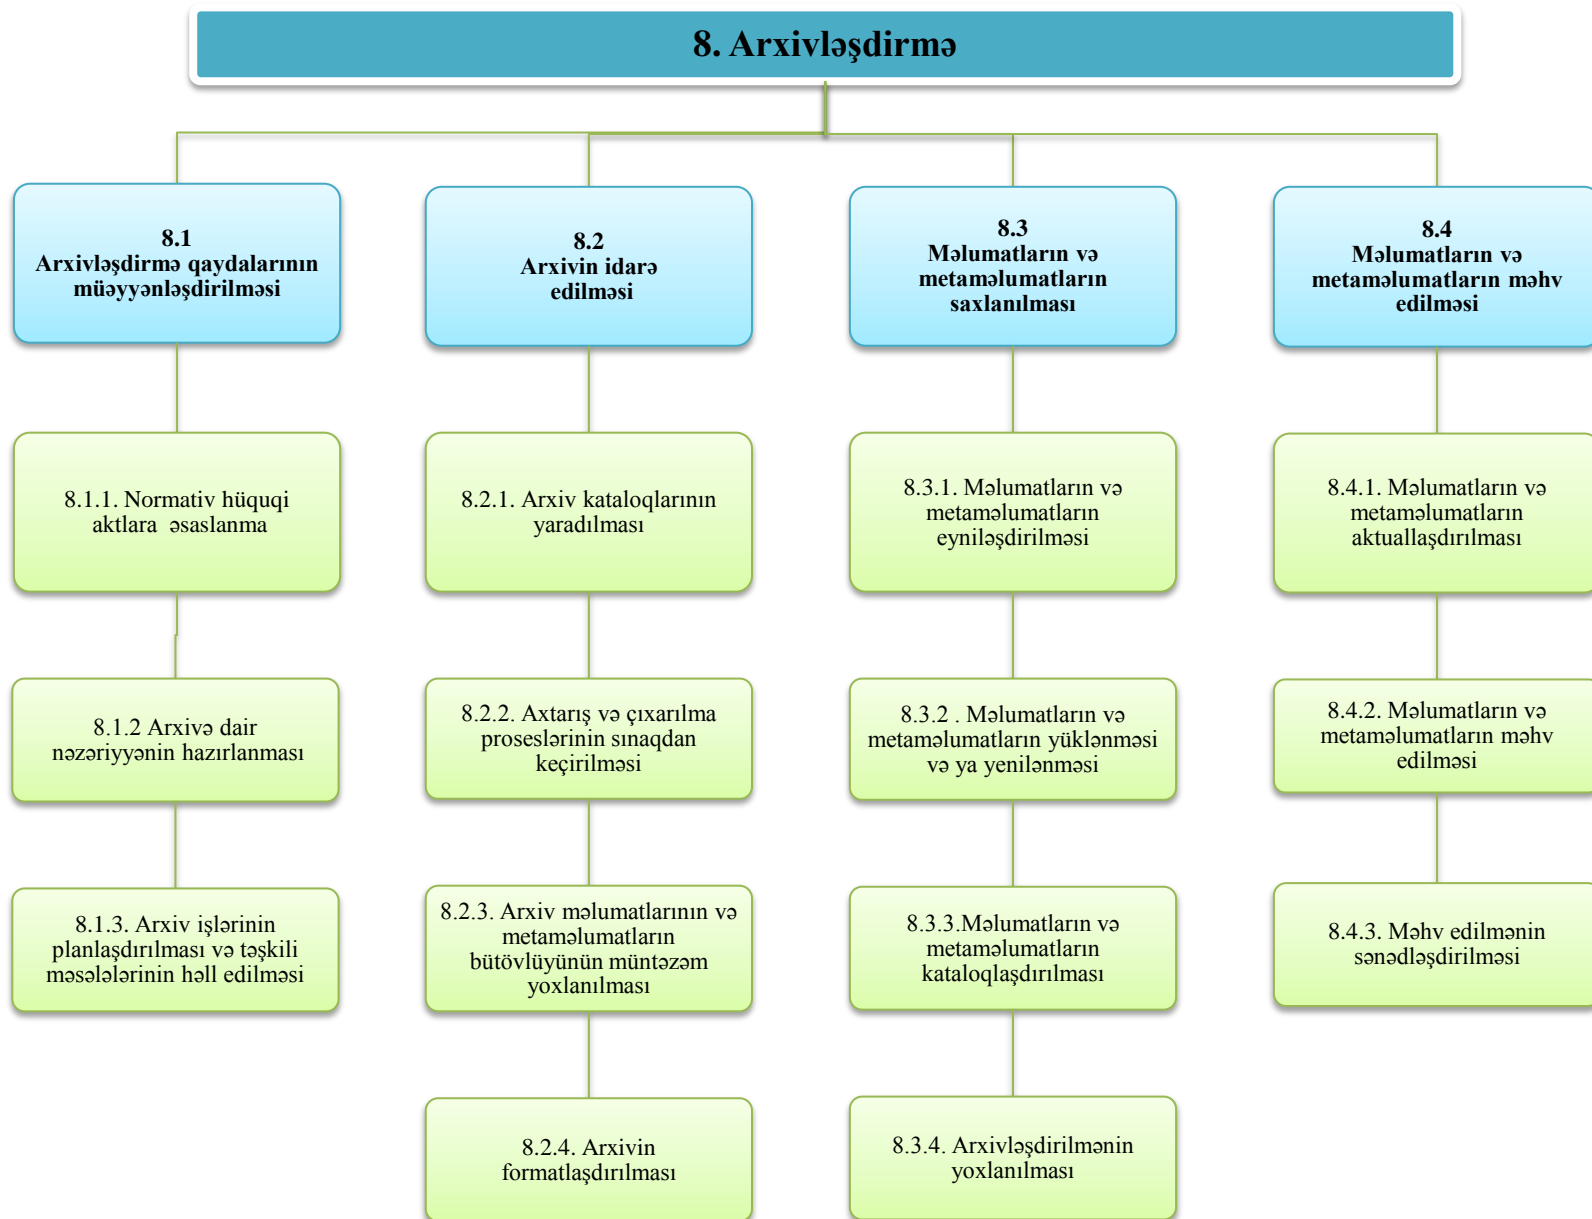 8. Arxivləşdirmə
8.1
Arxivləşdirmə qaydalarının
müəyyənləşdirilməsi
8.2
Arxivin idarə
edilməsi
8.3
Məlumatların və
metaməlumatların
saxlanılması
8.4
Məlumatların və
metaməlumatların məhv
edilməsi
8.1.1. Normativ hüquqi
aktlara  əsaslanma
8.2.1. Arxiv kataloqlarının
yaradılması
8.3.1. Məlumatların və
metaməlumatların
eyniləşdirilməsi
8.4.1. Məlumatların və
metaməlumatların
aktuallaşdırılması
8.1.2 Arxivə dair
nəzəriyyənin hazırlanması
8.2.2. Axtarış və çıxarılma
proseslərinin sınaqdan
keçirilməsi
8.3.2 . Məlumatların və
metaməlumatların yüklənməsi
və ya yenilənməsi
8.4.2. Məlumatların və
metaməlumatların məhv
edilməsi
8.1.3. Arxiv işlərinin
planlaşdırılması və təşkili
məsələlərinin həll edilməsi
8.2.3. Arxiv məlumatlarının və
metaməlumatların
bütövlüyünün müntəzəm
yoxlanılması
8.3.3.Məlumatların və
metaməlumatların
kataloqlaşdırılması
8.4.3. Məhv edilmənin
sənədləşdirilməsi
8.2.4. Arxivin
formatlaşdırılması
8.3.4. Arxivləşdirilmənin
yoxlanılması